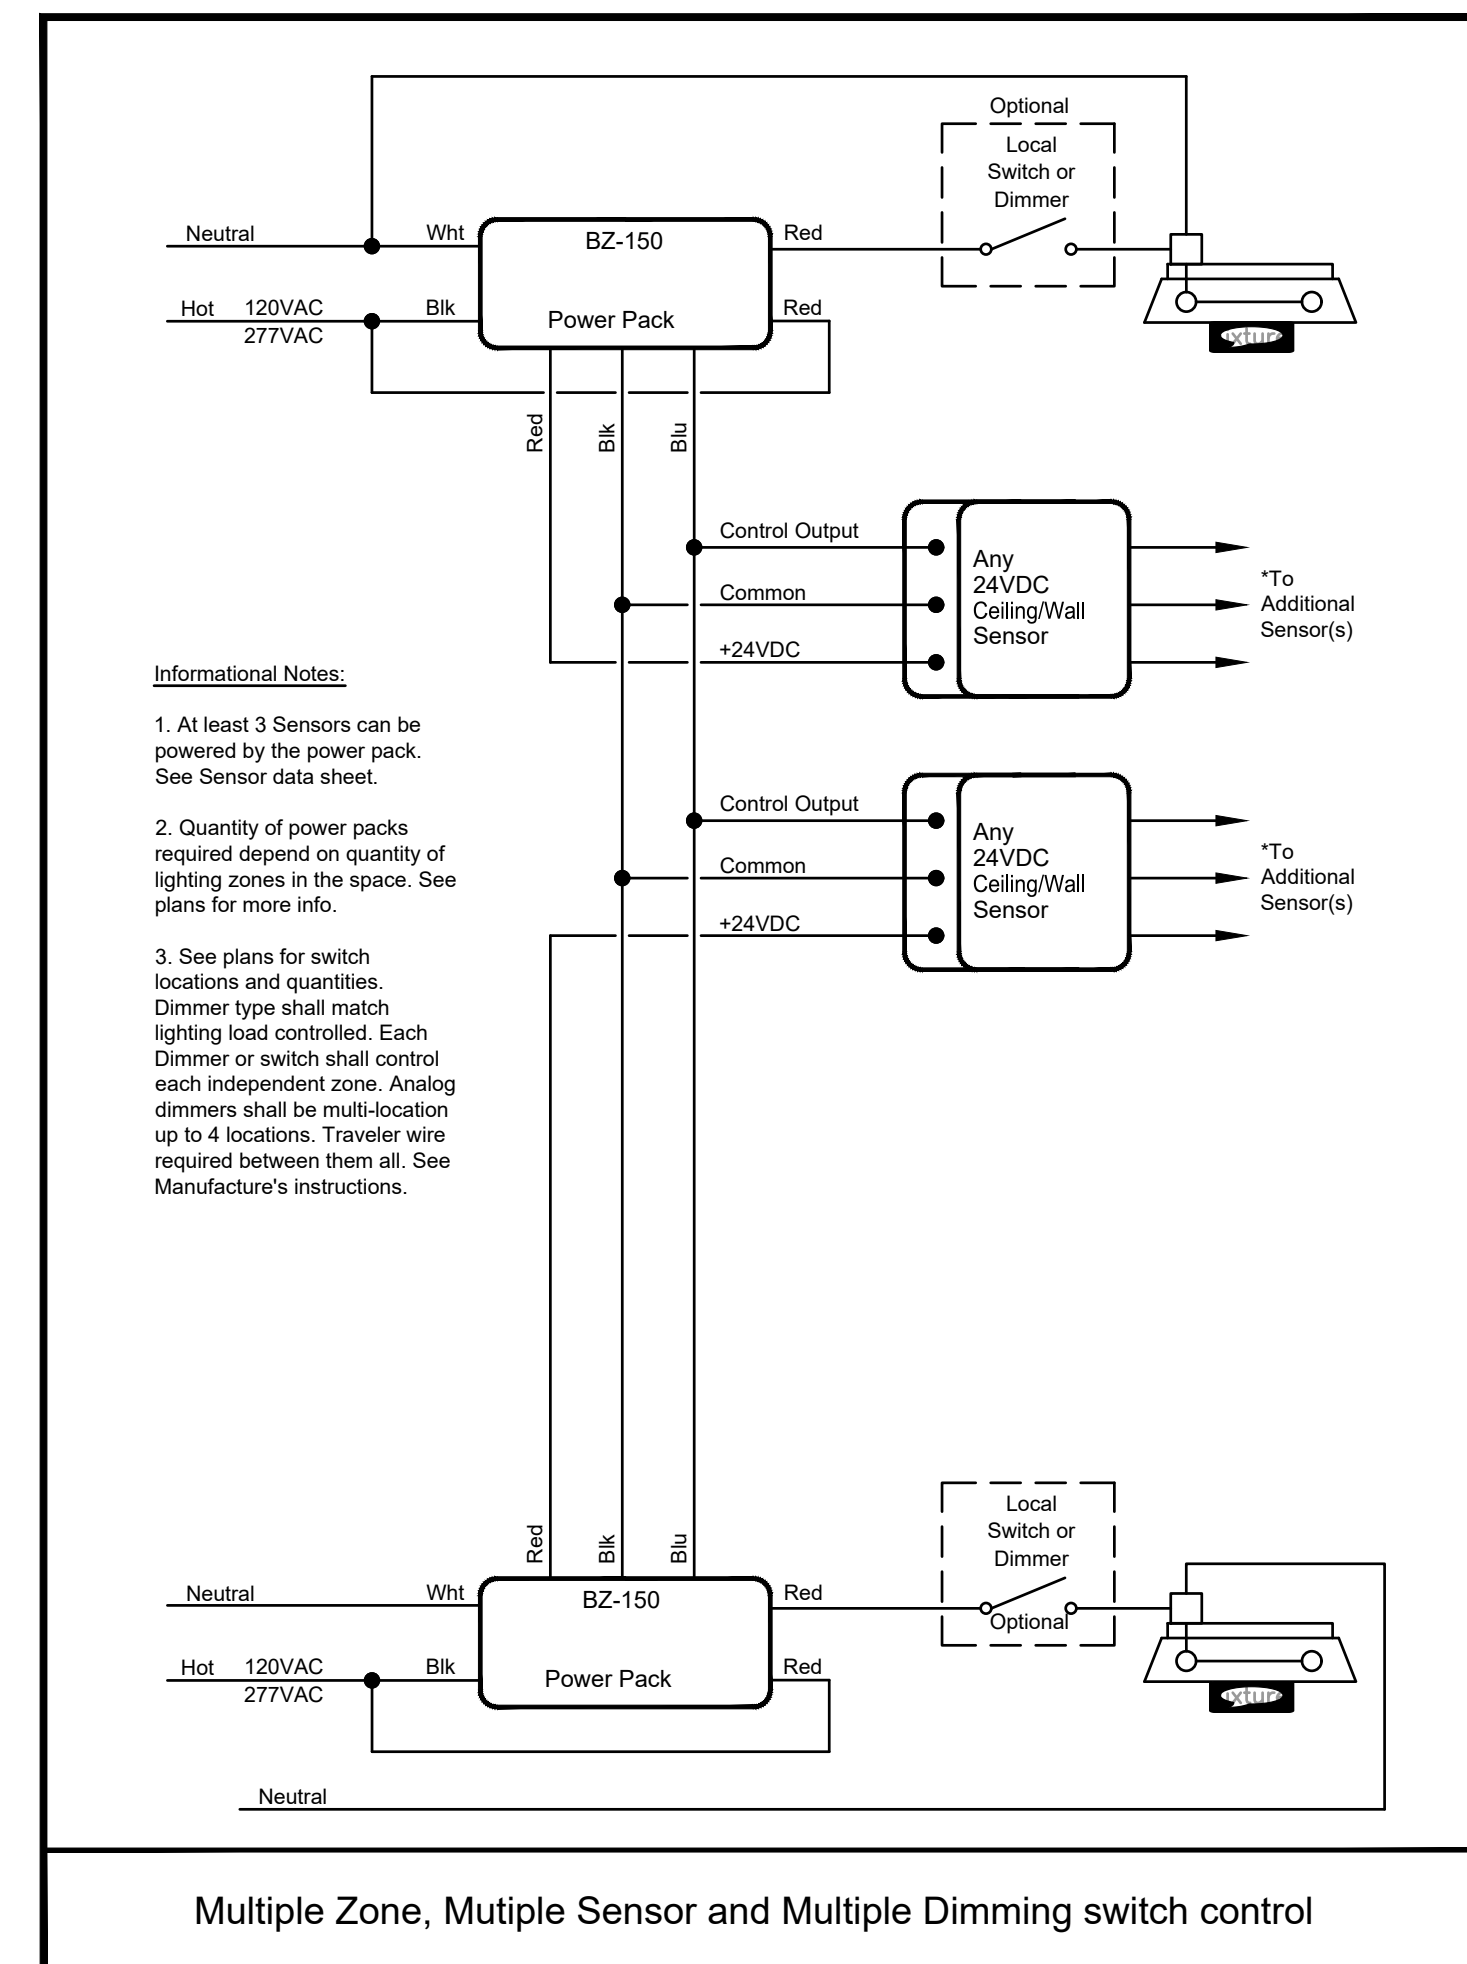 Optional
Local
Switch or
Dimmer
Neutral
Wht
BZ-150
Red
Hot
120VAC
277VAC
Blk
Power Pack
Red
Red
Blk
Blu
Control Output
Common
+24VDC
Any
24VDC
Ceiling/Wall
Sensor
*To
Additional
Sensor(s)
Informational Notes:
1. At least 3 Sensors can be
powered by the power pack.
See Sensor data sheet.
2. Quantity of power packs
required depend on quantity of
lighting zones in the space. See
plans for more info.
3. See plans for switch
locations and quantities.
Dimmer type shall match
lighting load controlled. Each
Dimmer or switch shall control
each independent zone. Analog
dimmers shall be multi-location
up to 4 locations. Traveler wire
required between them all. See
Manufacture's instructions.
Control Output
Common
+24VDC
Any
24VDC
Ceiling/Wall
Sensor
*To
Additional
Sensor(s)
Red
Blk
Blu
Local
Switch or
Dimmer
Optional
Neutral
Wht
BZ-150
Red
Hot
120VAC
277VAC
Blk
Power Pack
Red
Neutral
Multiple Zone, Mutiple Sensor and Multiple Dimming switch control